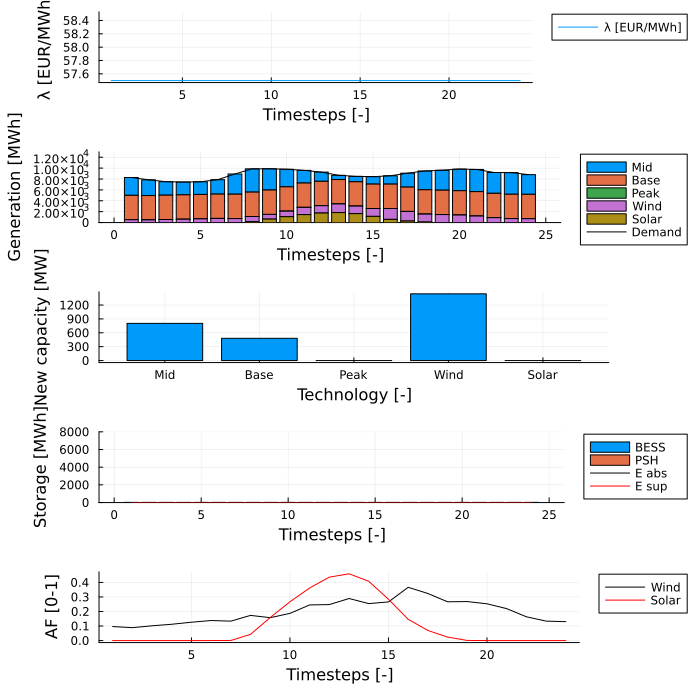 λ [EUR/MWh]
58.4
58.2
58.0
57.8
57.6
5
10
15
20
Timesteps [-]
λ [EUR/MWh]
Generation [MWh]
1.20×10⁴
1.00×10⁴
8.00×10³
6.00×10³
4.00×10³
2.00×10³
0
0
5
10
15
20
25
Timesteps [-]
Mid
Base
Peak
Wind
Solar
Demand
New capacity [MW]
1200
900
600
300
0
Mid
Base
Peak
Wind
Solar
Technology [-]
Storage [MWh]
8000
6000
4000
2000
0
0
5
10
15
20
25
Timesteps [-]
BESS
PSH
E abs
E sup
AF [0-1]
0.4
0.3
0.2
0.1
0.0
5
10
15
20
Timesteps [-]
Wind
Solar